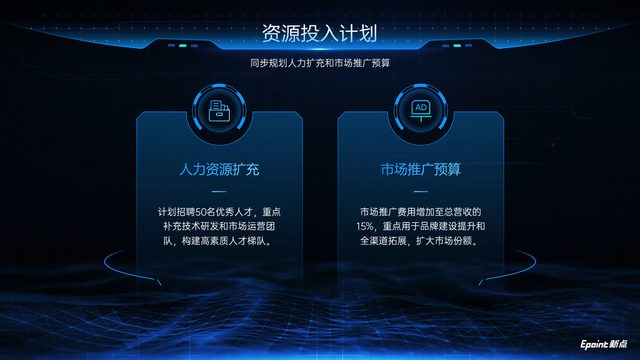 资源投入计划
同步规划人力扩充和市场推广预算
AD
人力资源扩充
计划招聘50名优秀人才，重点
补充技术研发和市场运营团
队，构建高素质人才梯队。
市场推广预算
市场推广费用增加至总营收的
15%，重点用于品牌建设提升和
全渠道拓展，扩大市场份额。
Epoint 新点